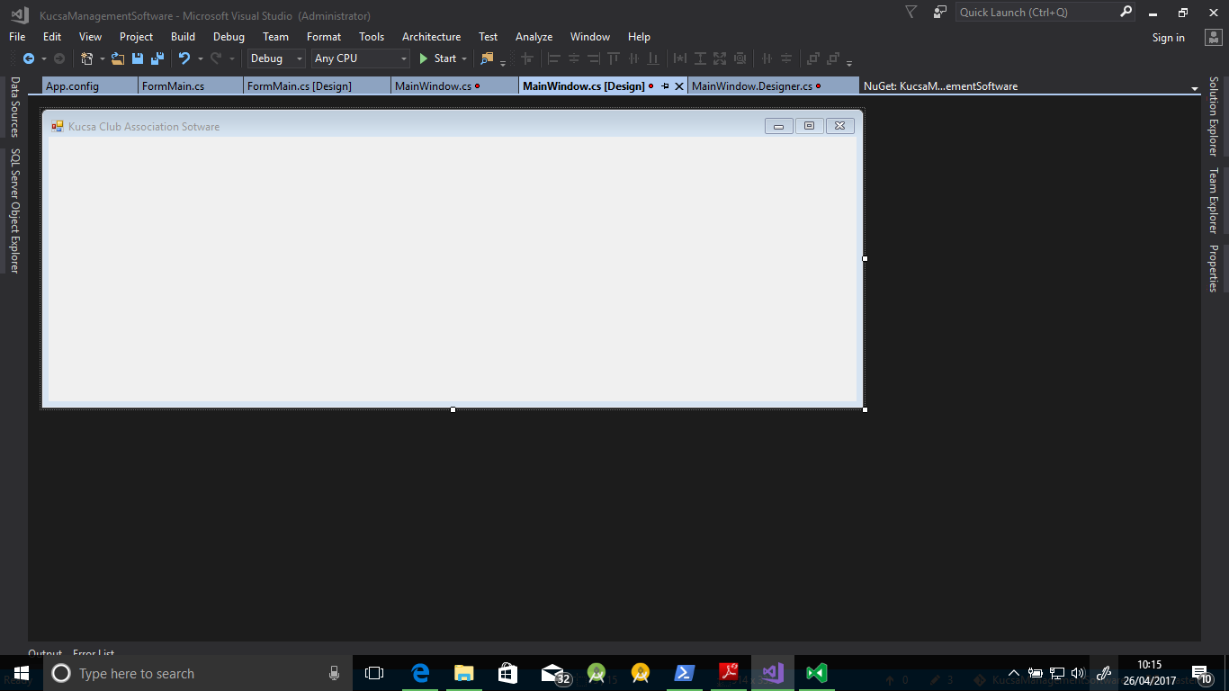 KucsaManagementSoftware - Microsoft Visual Studio (Administrator)
Quick Launch (Ctrl+Q)
File Edit View Project Build Debug Team Format Tools Architecture Test Analyze Window Help
Sign in
Debug Any CPU Start
App.config FormMain.cs FormMain.cs [Design] MainWindow.cs MainWindow.cs [Design] MainWindow.Designer.cs NuGet: KucsaM...ementSoftware
Data Sources
SQL Server Object Explorer
Kucsa Club Association Sotware
Solution Explorer
Team Explorer
Properties
Output Error List
Type here to search
32
10:15
26/04/2017
10